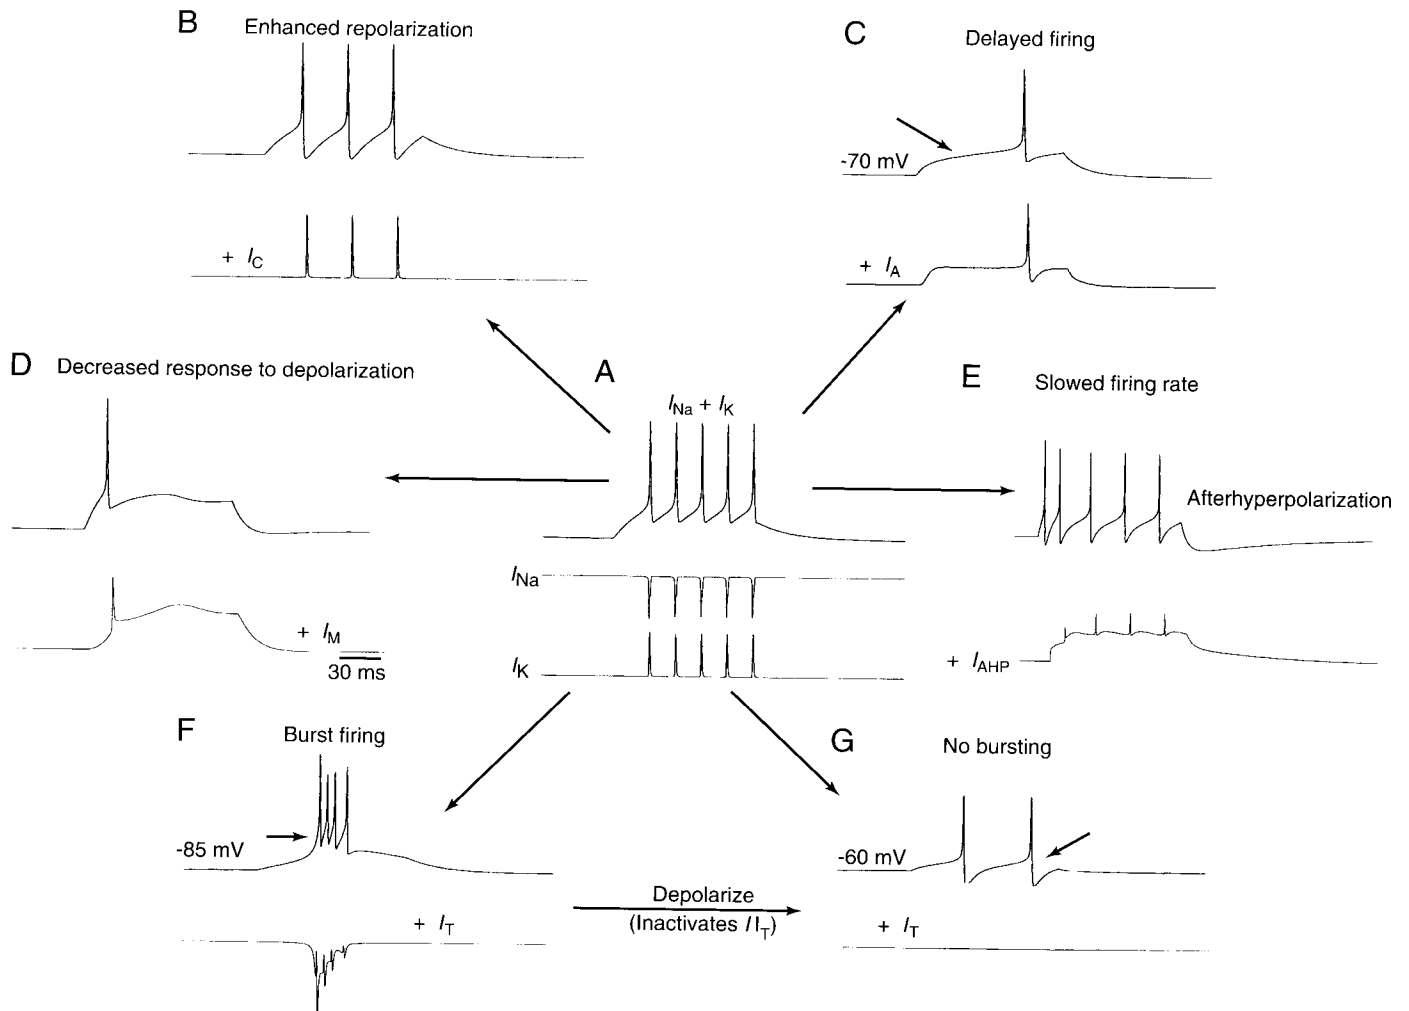 B
Enhanced repolarization
+ I_C
C
Delayed firing
-70 mV
+ I_A
D
Decreased response to depolarization
+ I_M
30 ms
A
I_Na + I_K
I_Na
I_K
E
Slowed firing rate
Afterhyperpolarization
+ I_AHP
F
Burst firing
-85 mV
+ I_T
Depolarize
(Inactivates I I_T)
G
No bursting
-60 mV
+ I_T